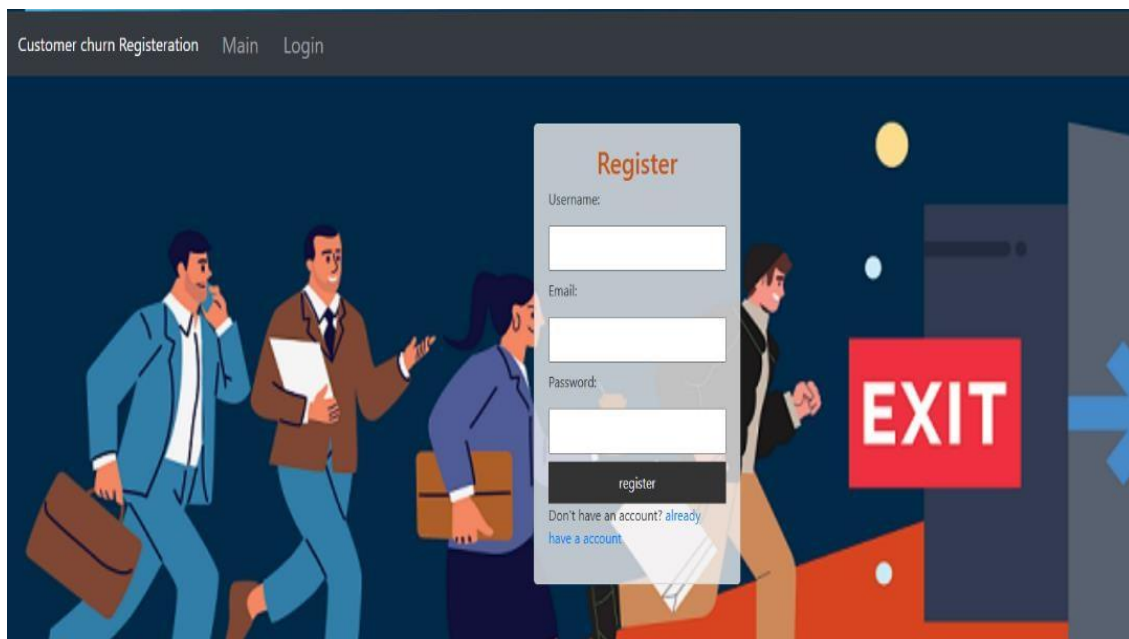 Customer churn Registeration Main Login
Register
Username:
Email:
Password:
register
Don't have an account? already
have a account
EXIT